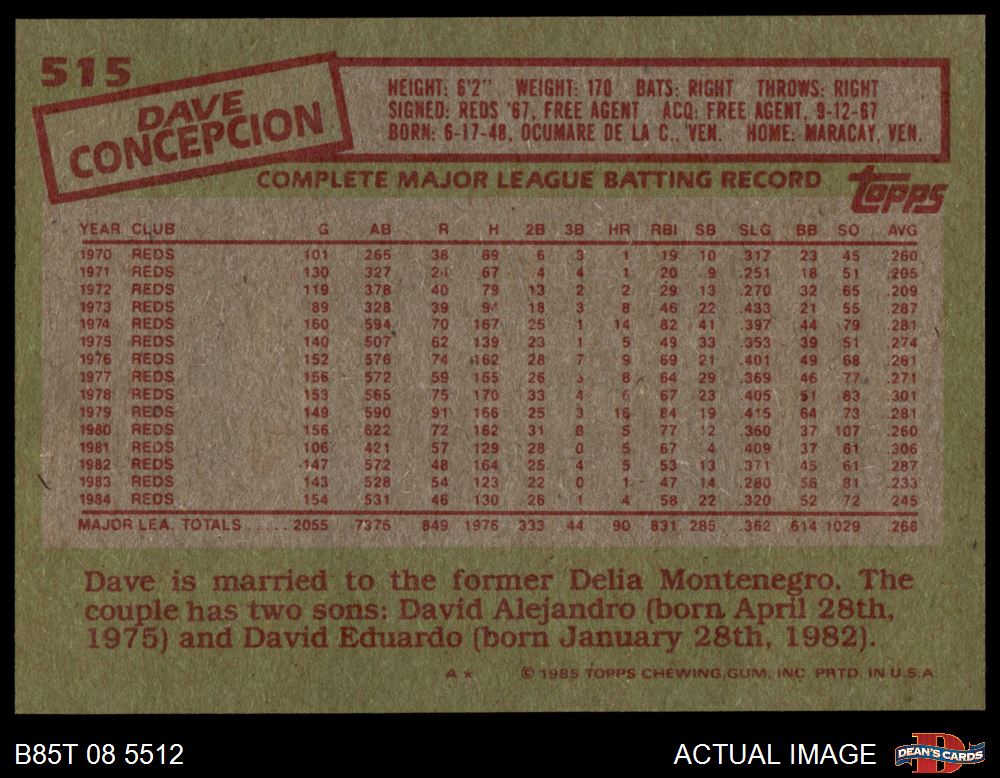 515
DAVE
CONCEPCION
HEIGHT: 6'2" WEIGHT: 170 BATS: RIGHT THROWS: RIGHT
SIGNED: REDS '67, FREE AGENT ACQ: FREE AGENT, 9-12-67
BORN: 6-17-48, OCUMARE DE LA C., VEN. HOME: MARACAY, VEN.
COMPLETE MAJOR LEAGUE BATTING RECORD
topps
YEAR CLUB G AB R H 2B 3B HR RBI SB SLG BB SO AVG
1970 REDS 101 265 38 69 6 3 1 19 10 .317 23 45 .260
1971 REDS 130 327 24 67 4 4 1 20 9 .251 18 51 .205
1972 REDS 119 378 40 79 13 2 2 29 13 .270 32 65 .209
1973 REDS 89 328 39 94 18 3 8 46 22 .433 21 55 .287
1974 REDS 160 594 70 167 25 1 14 82 41 .397 44 79 .281
1975 REDS 140 507 62 139 23 1 5 49 33 .353 39 51 .274
1976 REDS 152 576 74 162 28 7 9 69 21 .401 49 68 .281
1977 REDS 156 572 59 155 26 3 8 64 29 .369 46 77 .271
1978 REDS 153 565 75 170 33 4 6 67 23 .405 51 83 .301
1979 REDS 149 590 91 166 25 3 16 84 19 .415 64 73 .281
1980 REDS 156 622 72 162 31 8 5 77 12 .360 37 107 .260
1981 REDS 106 421 57 129 28 0 5 67 4 .409 37 61 .306
1982 REDS 147 572 48 164 25 4 5 53 13 .371 45 61 .287
1983 REDS 143 528 54 123 22 0 1 47 14 .280 56 81 .233
1984 REDS 154 531 46 130 26 1 4 58 22 .320 52 72 .245
MAJOR LEA. TOTALS ..... 2055 7376 849 1976 333 44 90 831 285 .362 614 1029 .268
Dave is married to the former Delia Montenegro. The
couple has two sons: David Alejandro (born April 28th,
1975) and David Eduardo (born January 28th, 1982).
A* © 1985 TOPPS CHEWING GUM, INC. PRTD. IN U.S.A.
B85T 08 5512
ACTUAL IMAGE
D
DEAN'S CARDS